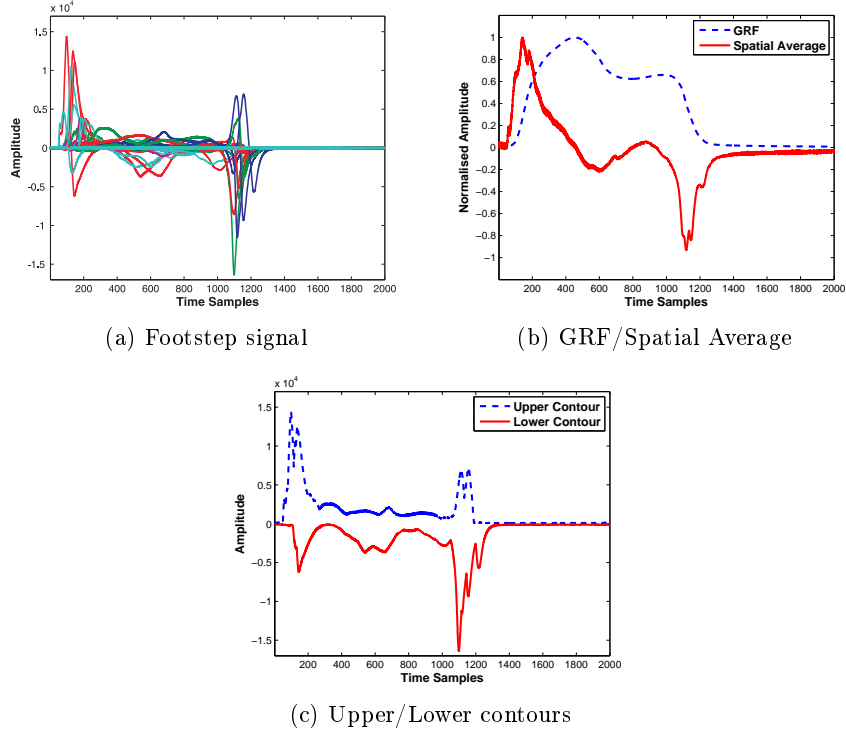 x 10^4
1.5
1
0.5
0
-0.5
-1
-1.5
200 400 600 800 1000 1200 1400 1600 1800 2000
Amplitude
Time Samples
(a) Footstep signal
GRF
Spatial Average
1
0.8
0.6
0.4
0.2
0
−0.2
−0.4
−0.6
−0.8
−1
200 400 600 800 1000 1200 1400 1600 1800 2000
Normalised Amplitude
Time Samples
(b) GRF/Spatial Average
x 10^4
Upper Contour
Lower Contour
1.5
1
0.5
0
−0.5
−1
−1.5
200 400 600 800 1000 1200 1400 1600 1800 2000
Amplitude
Time Samples
(c) Upper/Lower contours